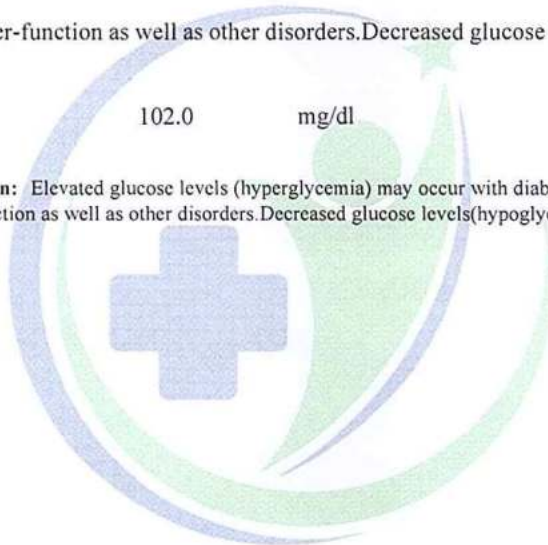 er-function as well as other disorders.Decreased glucose
102.0 mg/dl
n: Elevated glucose levels (hyperglycemia) may occur with diab
ction as well as other disorders.Decreased glucose levels(hypogly